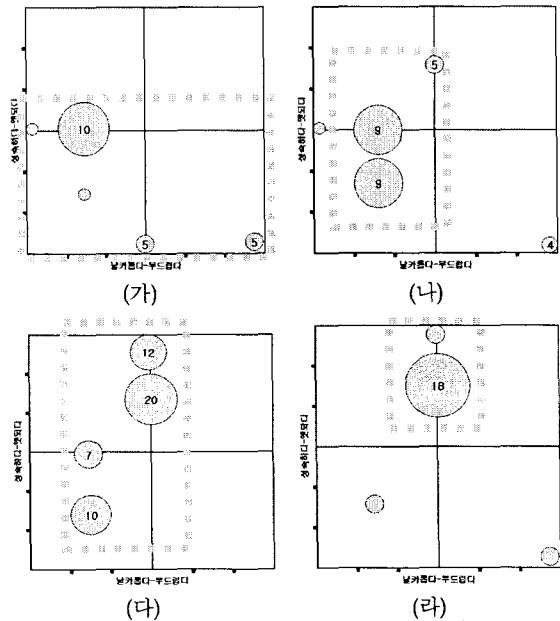 성숙하다-앳되다
10
5
5
날카롭다-부드럽다
(가)
성숙하다-앳되다
5
9
9
4
날카롭다-부드럽다
(나)
성숙하다-앳되다
12
20
7
10
날카롭다-부드럽다
(다)
성숙하다-앳되다
18
날카롭다-부드럽다
(라)